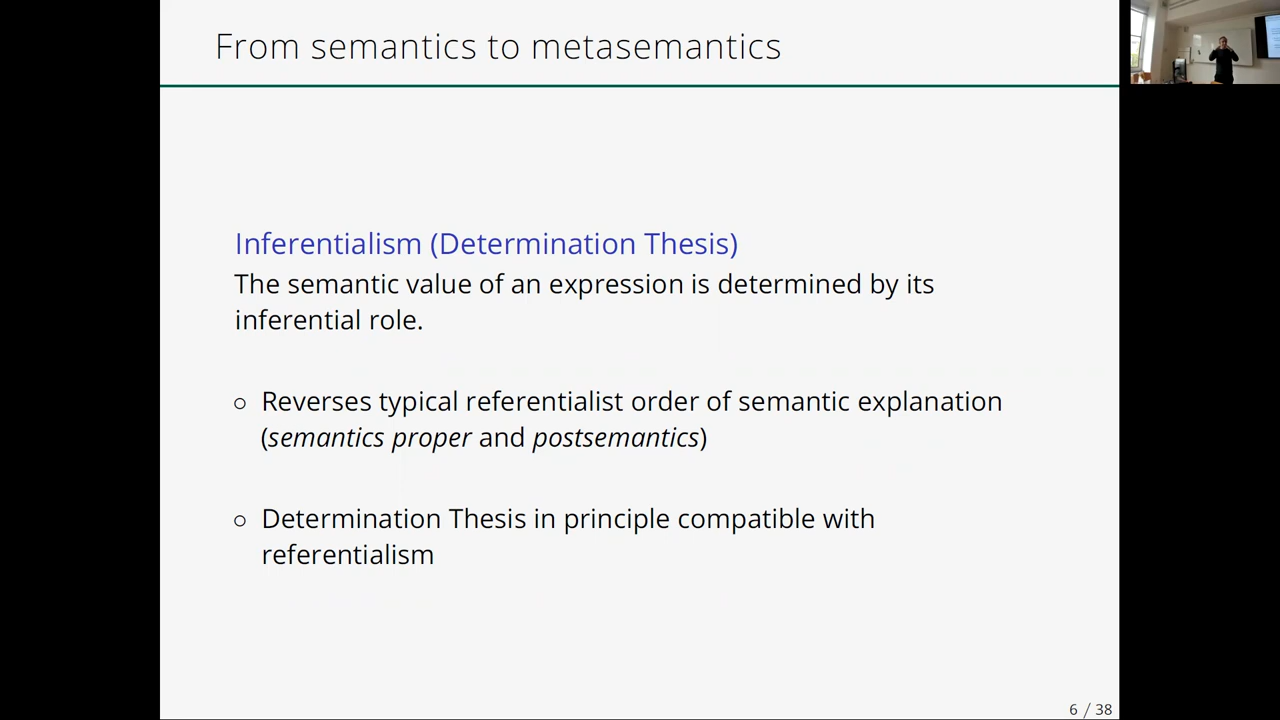 From semantics to metasemantics
Inferentialism (Determination Thesis)
The semantic value of an expression is determined by its
inferential role.
○ Reverses typical referentialist order of semantic explanation
(semantics proper and postsemantics)
○ Determination Thesis in principle compatible with
referentialism
6 / 38